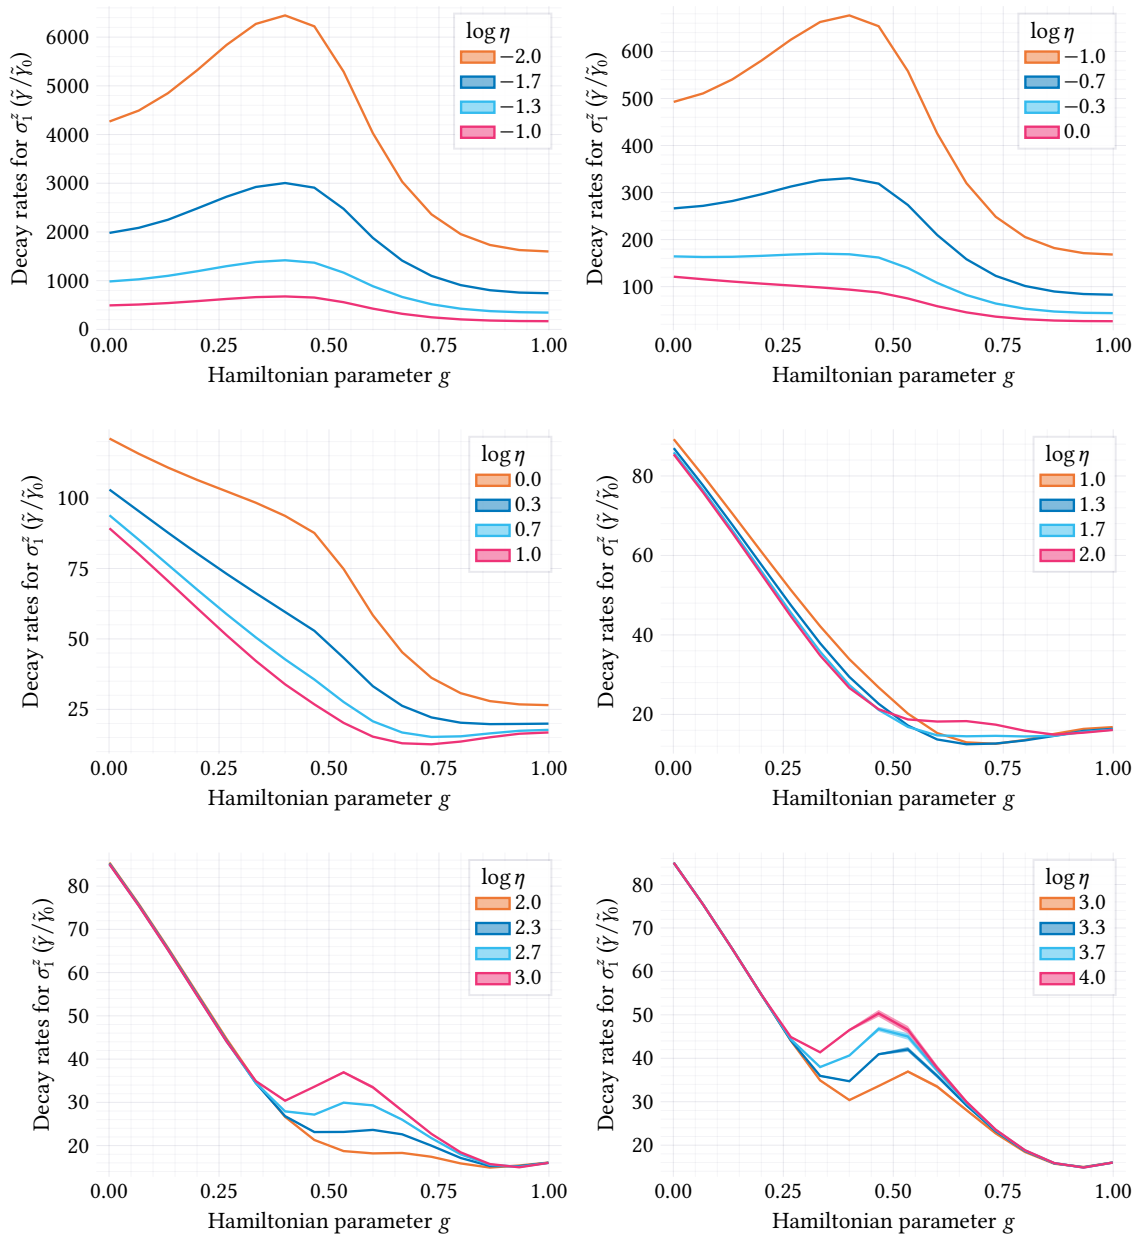 Decay rates for σ₁ᶻ (γ̃/γ̃₀)
6000
5000
4000
3000
2000
1000
0
log η
−2.0
−1.7
−1.3
−1.0
0.00 0.25 0.50 0.75 1.00
Hamiltonian parameter g
Decay rates for σ₁ᶻ (γ̃/γ̃₀)
600
500
400
300
200
100
log η
−1.0
−0.7
−0.3
0.0
0.00 0.25 0.50 0.75 1.00
Hamiltonian parameter g
Decay rates for σ₁ᶻ (γ̃/γ̃₀)
100
75
50
25
log η
0.0
0.3
0.7
1.0
0.00 0.25 0.50 0.75 1.00
Hamiltonian parameter g
Decay rates for σ₁ᶻ (γ̃/γ̃₀)
80
60
40
20
log η
1.0
1.3
1.7
2.0
0.00 0.25 0.50 0.75 1.00
Hamiltonian parameter g
Decay rates for σ₁ᶻ (γ̃/γ̃₀)
80
70
60
50
40
30
20
log η
2.0
2.3
2.7
3.0
0.00 0.25 0.50 0.75 1.00
Hamiltonian parameter g
Decay rates for σ₁ᶻ (γ̃/γ̃₀)
80
70
60
50
40
30
20
log η
3.0
3.3
3.7
4.0
0.00 0.25 0.50 0.75 1.00
Hamiltonian parameter g